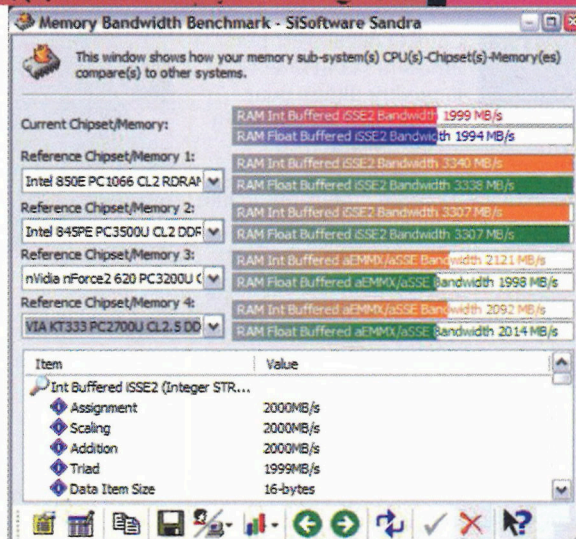 Memory Bandwidth Benchmark - SiSoftware Sandra
This window shows how your memory sub-system(s) CPU(s)-Chipset(s)-Memory(es)
compare(s) to other systems.
Current Chipset/Memory:
RAM Int Buffered iSSE2 Bandwidth 1999 MB/s
RAM Float Buffered iSSE2 Bandwidth 1994 MB/s
Reference Chipset/Memory 1:
Intel 850E PC1066 CL2 RDRAM
RAM Int Buffered iSSE2 Bandwidth 3340 MB/s
RAM Float Buffered iSSE2 Bandwidth 3338 MB/s
Reference Chipset/Memory 2:
Intel 845PE PC3500U CL2 DDR
RAM Int Buffered iSSE2 Bandwidth 3307 MB/s
RAM Float Buffered iSSE2 Bandwidth 3307 MB/s
Reference Chipset/Memory 3:
nVidia nForce2 620 PC3200U C
RAM Int Buffered aEMMX/aSSE Bandwidth 2121 MB/s
RAM Float Buffered aEMMX/aSSE Bandwidth 1998 MB/s
Reference Chipset/Memory 4:
VIA KT333 PC2700U CL2.5 DD
RAM Int Buffered aEMMX/aSSE Bandwidth 2092 MB/s
RAM Float Buffered aEMMX/aSSE Bandwidth 2014 MB/s
Item Value
Int Buffered iSSE2 (Integer STR...
Assignment 2000MB/s
Scaling 2000MB/s
Addition 2000MB/s
Triad 1999MB/s
Data Item Size 16-bytes